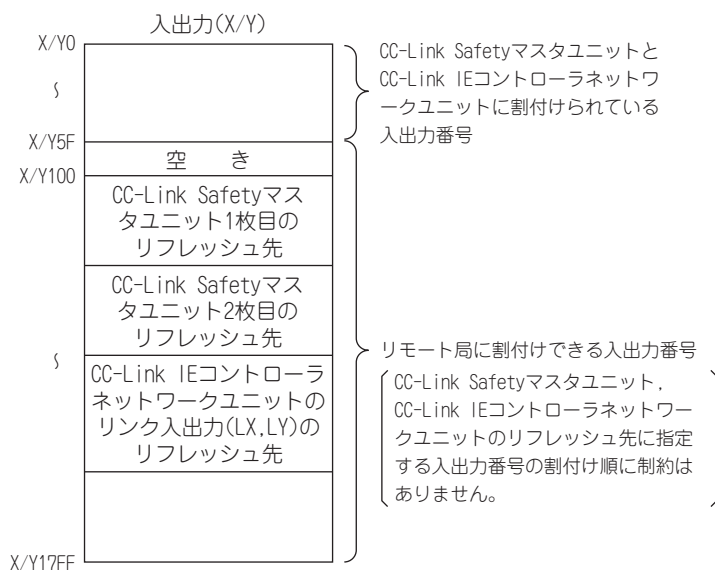 入出力(X/Y)
X/Y0
〜
X/Y5F
X/Y100
〜
X/Y17FF
空　き
CC-Link Safetyマス
タユニット1枚目の
リフレッシュ先
CC-Link Safetyマス
タユニット2枚目の
リフレッシュ先
CC-Link IEコントローラ
ネットワークユニットの
リンク入出力(LX,LY)の
リフレッシュ先
CC-Link Safetyマスタユニットと
CC-Link IEコントローラネットワ
ークユニットに割付けられている
入出力番号
リモート局に割付けできる入出力番号
CC-Link Safetyマスタユニット，
CC-Link IEコントローラネットワー
クユニットのリフレッシュ先に指定
する入出力番号の割付け順に制約は
ありません。